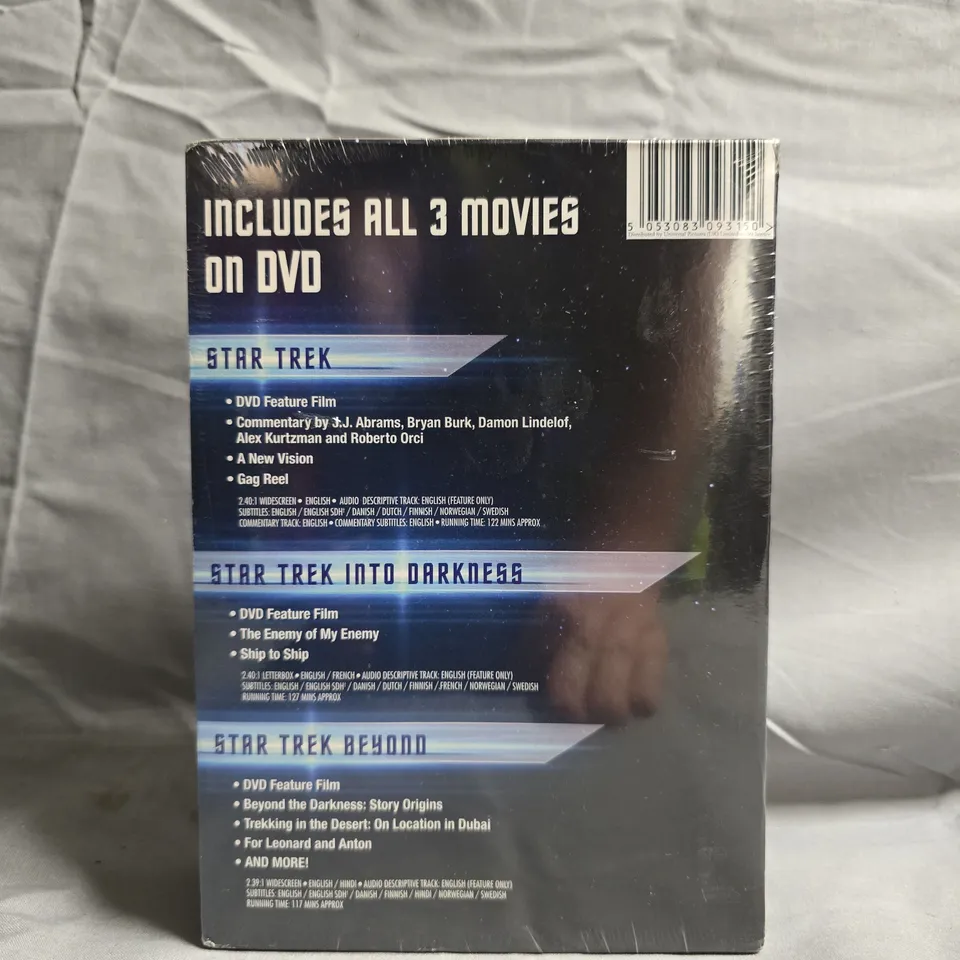 INCLUDES ALL 3 MOVIES
on DVD
5 053083 093150 >
STAR TREK
• DVD Feature Film
• Commentary by J.J. Abrams, Bryan Burk, Damon Lindelof,
Alex Kurtzman and Roberto Orci
• A New Vision
• Gag Reel
2.40:1 WIDESCREEN • ENGLISH • AUDIO DESCRIPTIVE TRACK: ENGLISH (FEATURE ONLY)
SUBTITLES: ENGLISH / ENGLISH SDH / DANISH / DUTCH / FINNISH / NORWEGIAN / SWEDISH
COMMENTARY TRACK: ENGLISH • COMMENTARY SUBTITLES: ENGLISH • RUNNING TIME: 122 MINS APPROX
STAR TREK INTO DARKNESS
• DVD Feature Film
• The Enemy of My Enemy
• Ship to Ship
2.40:1 LETTERBOX • ENGLISH / FRENCH • AUDIO DESCRIPTIVE TRACK: ENGLISH (FEATURE ONLY)
SUBTITLES: ENGLISH / ENGLISH SDH / DANISH / DUTCH / FINNISH / FRENCH / NORWEGIAN / SWEDISH
RUNNING TIME: 127 MINS APPROX
STAR TREK BEYOND
• DVD Feature Film
• Beyond the Darkness: Story Origins
• Trekking in the Desert: On Location in Dubai
• For Leonard and Anton
• AND MORE!
2.39:1 WIDESCREEN • ENGLISH / HINDI • AUDIO DESCRIPTIVE TRACK: ENGLISH (FEATURE ONLY)
SUBTITLES: ENGLISH / ENGLISH SDH / DANISH / FINNISH / HINDI / NORWEGIAN / SWEDISH
RUNNING TIME: 117 MINS APPROX